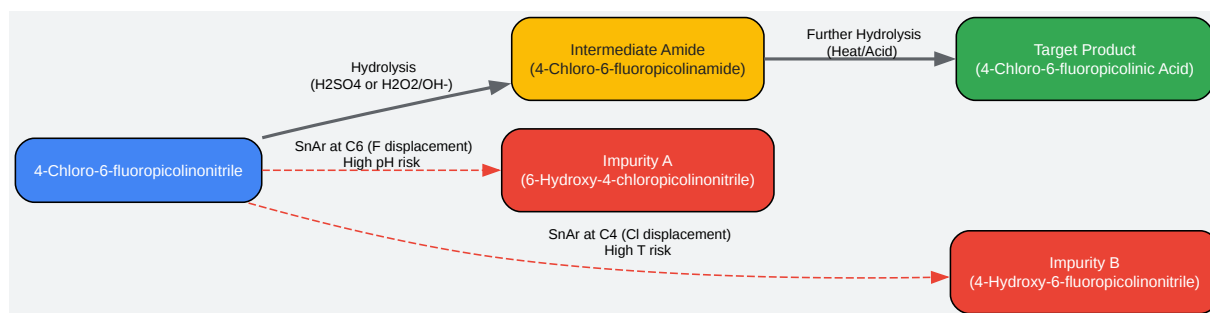 Intermediate Amide
(4-Chloro-6-fluoropicolinamide)
Further Hydrolysis
(Heat/Acid)
Target Product
(4-Chloro-6-fluoropicolinic Acid)
Hydrolysis
(H2SO4 or H2O2/OH-)
4-Chloro-6-fluoropicolinonitrile
SnAr at C6 (F displacement)
High pH risk
Impurity A
(6-Hydroxy-4-chloropicolinonitrile)
SnAr at C4 (Cl displacement)
High T risk
Impurity B
(4-Hydroxy-6-fluoropicolinonitrile)